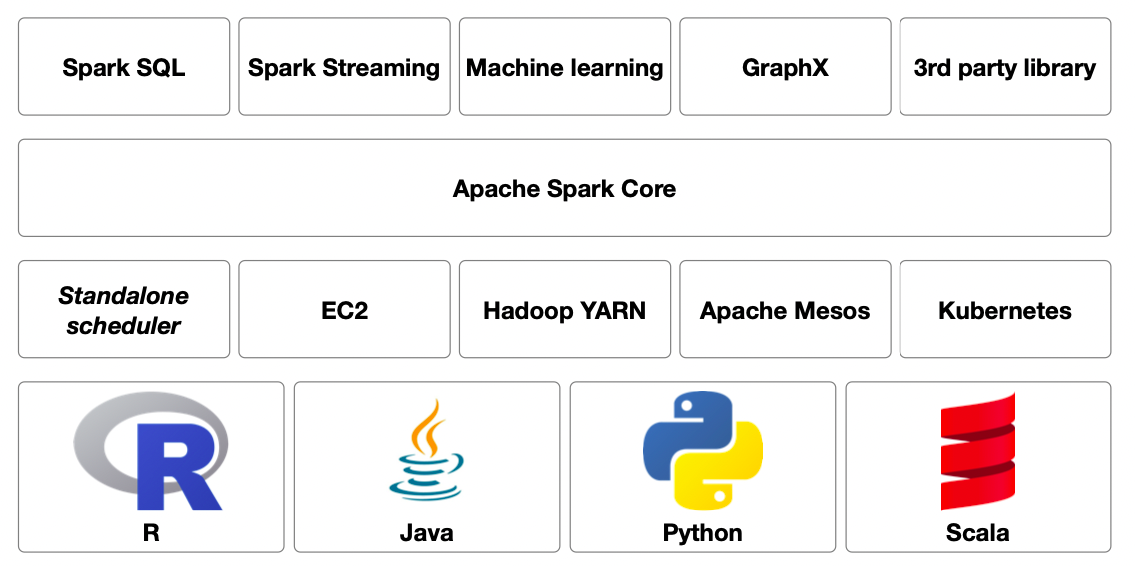 Spark SQL
Spark Streaming
Machine learning
GraphX
3rd party library
Apache Spark Core
Standalone
scheduler
EC2
Hadoop YARN
Apache Mesos
Kubernetes
R
Java
Python
Scala